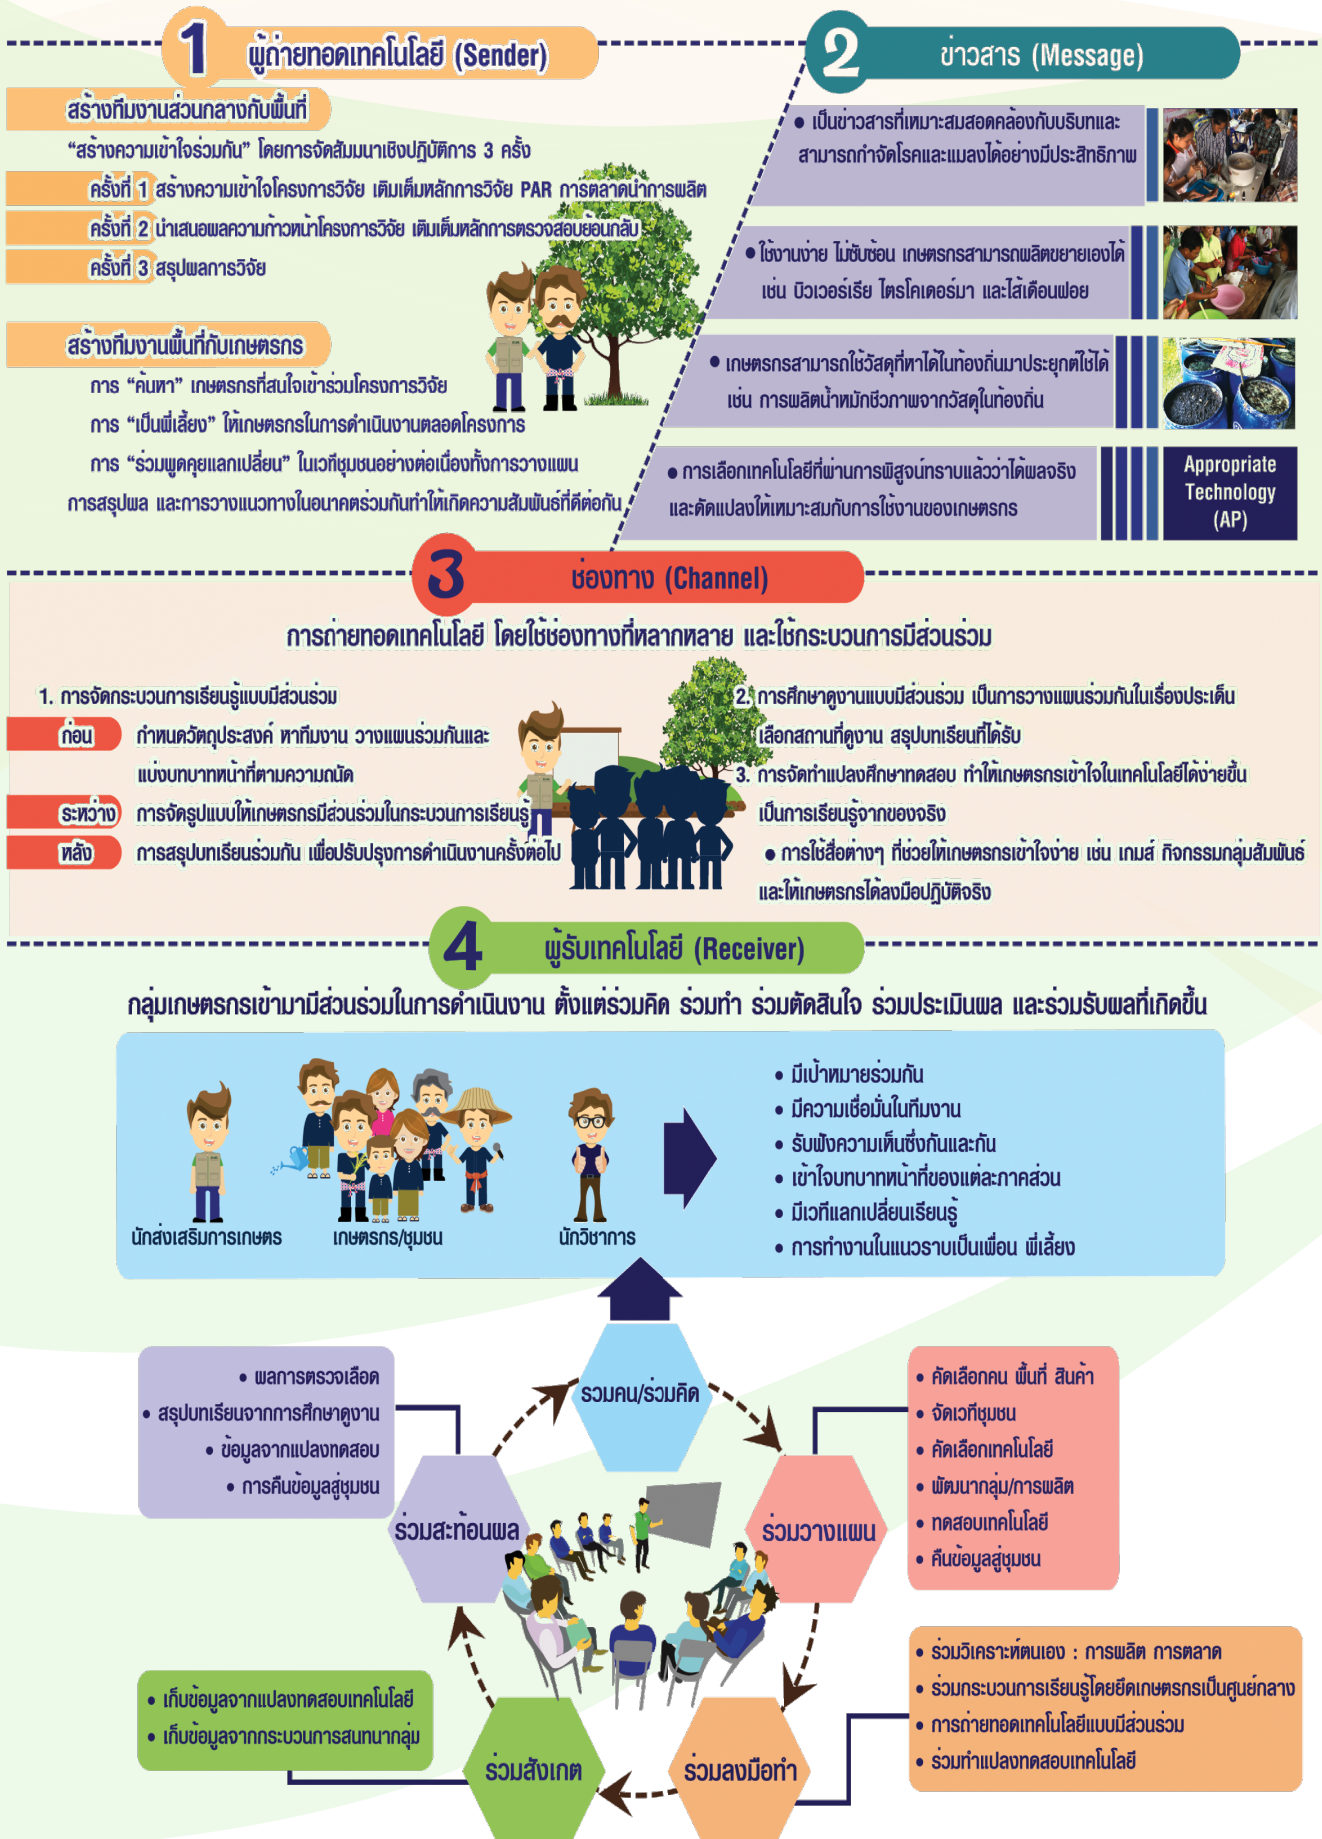 1 ผู้ถ่ายทอดเทคโนโลยี (Sender)
สร้างทีมงานส่วนกลางกับพื้นที่
“สร้างความเข้าใจร่วมกัน” โดยการจัดสัมมนาเชิงปฏิบัติการ 3 ครั้ง
ครั้งที่ 1 สร้างความเข้าใจโครงการวิจัย เติมเต็มหลักการวิจัย PAR การตลาดนำการผลิต
ครั้งที่ 2 นำเสนอผลความก้าวหน้าโครงการวิจัย เติมเต็มหลักการตรวจสอบย้อนกลับ
ครั้งที่ 3 สรุปผลการวิจัย
สร้างทีมงานพื้นที่กับเกษตรกร
การ “ค้นหา” เกษตรกรที่สนใจเข้าร่วมโครงการวิจัย
การ “เป็นพี่เลี้ยง” ให้เกษตรกรในการดำเนินงานตลอดโครงการ
การ “ร่วมพูดคุยแลกเปลี่ยน” ในเวทีชุมชนอย่างต่อเนื่องทั้งการวางแผน
การสรุปผล และการวางแนวทางในอนาคตร่วมกันทำให้เกิดความสัมพันธ์ที่ดีต่อกัน
2 ข่าวสาร (Message)
● เป็นข่าวสารที่เหมาะสมสอดคล้องกับบริบทและ
สามารถกำจัดโรคและแมลงได้อย่างมีประสิทธิภาพ
● ใช้งานง่าย ไม่ซับซ้อน เกษตรกรสามารถผลิตขยายเองได้
เช่น บิวเวอร์เรีย ไตรโคเดอร์มา และไส้เดือนฝอย
● เกษตรกรสามารถใช้วัสดุที่หาได้ในท้องถิ่นมาประยุกต์ใช้ได้
เช่น การผลิตน้ำหมักชีวภาพจากวัสดุในท้องถิ่น
● การเลือกเทคโนโลยีที่ผ่านการพิสูจน์ทราบแล้วว่าได้ผลจริง
และดัดแปลงให้เหมาะสมกับการใช้งานของเกษตรกร
Appropriate
Technology
(AP)
3 ช่องทาง (Channel)
การถ่ายทอดเทคโนโลยี โดยใช้ช่องทางที่หลากหลาย และใช้กระบวนการมีส่วนร่วม
1. การจัดกระบวนการเรียนรู้แบบมีส่วนร่วม
ก่อน กำหนดวัตถุประสงค์ หาทีมงาน วางแผนร่วมกันและ
แบ่งบทบาทหน้าที่ตามความถนัด
ระหว่าง การจัดรูปแบบให้เกษตรกรมีส่วนร่วมในกระบวนการเรียนรู้
หลัง การสรุปบทเรียนร่วมกัน เพื่อปรับปรุงการดำเนินงานครั้งต่อไป
2. การศึกษาดูงานแบบมีส่วนร่วม เป็นการวางแผนร่วมกันในเรื่องประเด็น
เลือกสถานที่ดูงาน สรุปบทเรียนที่ได้รับ
3. การจัดทำแปลงศึกษาทดสอบ ทำให้เกษตรกรเข้าใจในเทคโนโลยีได้ง่ายขึ้น
เป็นการเรียนรู้จากของจริง
● การใช้สื่อต่างๆ ที่ช่วยให้เกษตรกรเข้าใจง่าย เช่น เกมส์ กิจกรรมกลุ่มสัมพันธ์
และให้เกษตรกรได้ลงมือปฏิบัติจริง
4 ผู้รับเทคโนโลยี (Receiver)
กลุ่มเกษตรกรเข้ามามีส่วนร่วมในการดำเนินงาน ตั้งแต่ร่วมคิด ร่วมทำ ร่วมตัดสินใจ ร่วมประเมินผล และร่วมรับผลที่เกิดขึ้น
นักส่งเสริมการเกษตร
เกษตรกร/ชุมชน
นักวิชาการ
● มีเป้าหมายร่วมกัน
● มีความเชื่อมั่นในทีมงาน
● รับฟังความเห็นซึ่งกันและกัน
● เข้าใจบทบาทหน้าที่ของแต่ละภาคส่วน
● มีเวทีแลกเปลี่ยนเรียนรู้
● การทำงานในแนวราบเป็นเพื่อน พี่เลี้ยง
รวมคน/ร่วมคิด
● ผลการตรวจเลือด
● สรุปบทเรียนจากการศึกษาดูงาน
● ข้อมูลจากแปลงทดสอบ
● การคืนข้อมูลสู่ชุมชน
ร่วมสะท้อนผล
● คัดเลือกคน พื้นที่ สินค้า
● จัดเวทีชุมชน
● คัดเลือกเทคโนโลยี
● พัฒนากลุ่ม/การผลิต
● ทดสอบเทคโนโลยี
● คืนข้อมูลสู่ชุมชน
ร่วมวางแผน
● ร่วมวิเคราะห์ตนเอง : การผลิต การตลาด
● ร่วมกระบวนการเรียนรู้โดยยึดเกษตรกรเป็นศูนย์กลาง
● การถ่ายทอดเทคโนโลยีแบบมีส่วนร่วม
● ร่วมทำแปลงทดสอบเทคโนโลยี
ร่วมลงมือทำ
● เก็บข้อมูลจากแปลงทดสอบเทคโนโลยี
● เก็บข้อมูลจากกระบวนการสนทนากลุ่ม
ร่วมสังเกต